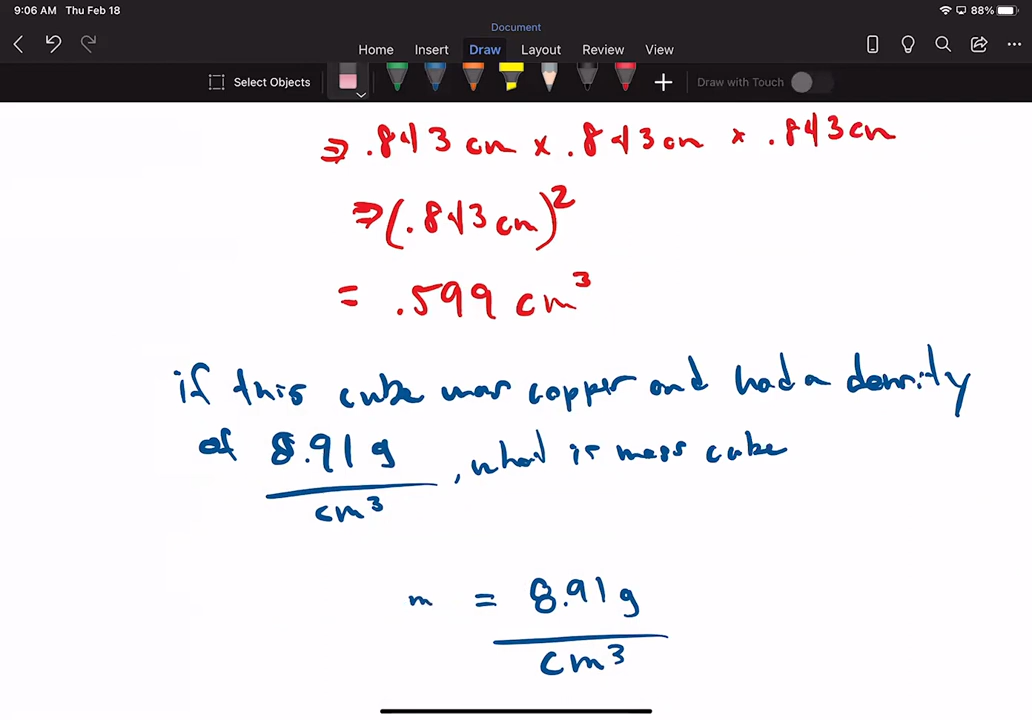 9:06 AM Thu Feb 18
88%
Document
Home Insert Draw Layout Review View
Select Objects
Draw with Touch
⇒ .843 cm x .843 cm x .843 cm
⇒ (.843 cm)²
= .599 cm³
if this cube was copper and had a density
of 8.91 g / cm³, what is mass cube
m = 8.91 g
cm³